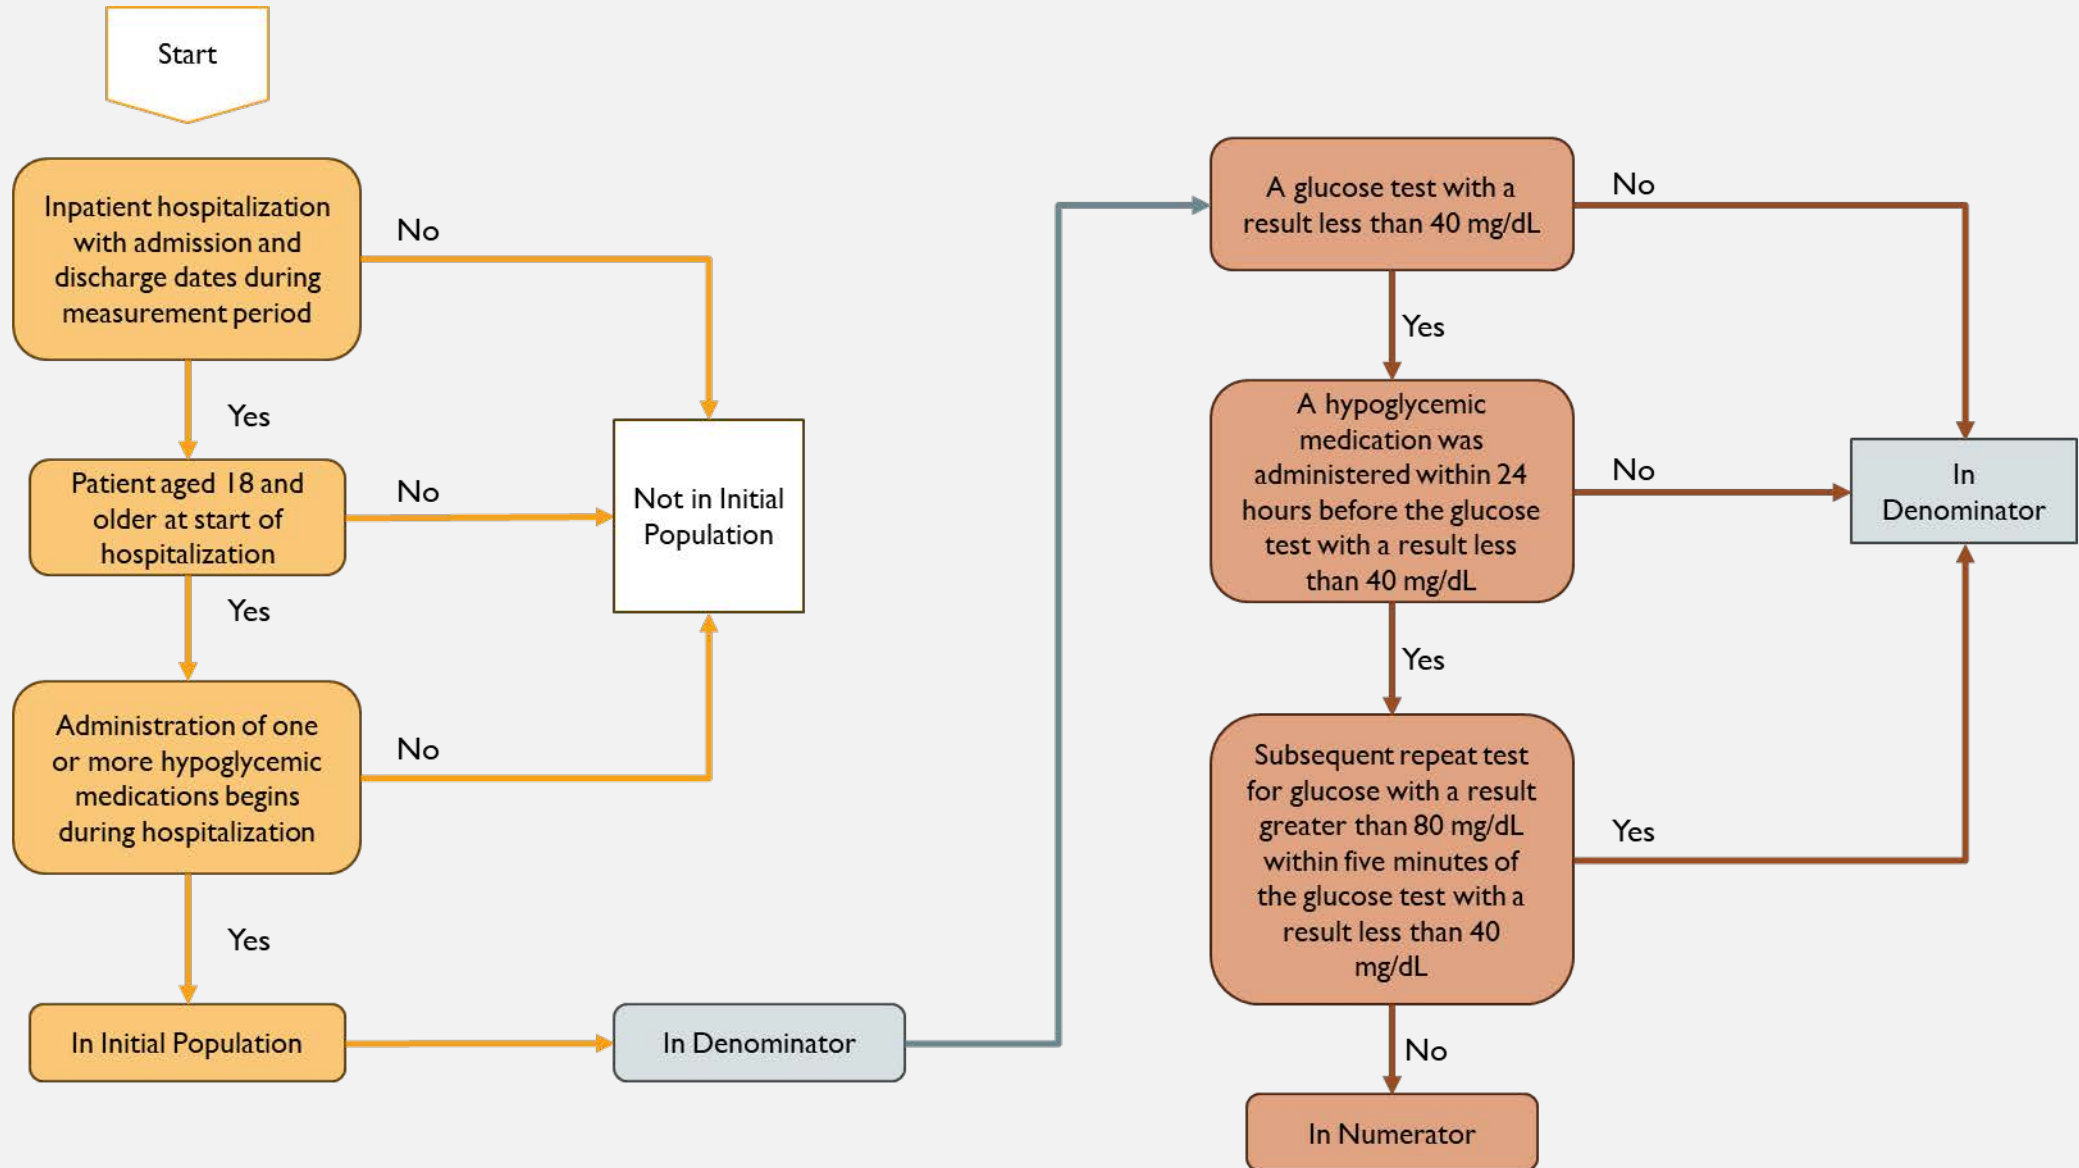 Start
Inpatient hospitalization
with admission and
discharge dates during
measurement period
No
Yes
Patient aged 18 and
older at start of
hospitalization
No
Yes
Not in Initial
Population
Administration of one
or more hypoglycemic
medications begins
during hospitalization
No
Yes
In Initial Population
In Denominator
A glucose test with a
result less than 40 mg/dL
No
Yes
A hypoglycemic
medication was
administered within 24
hours before the glucose
test with a result less
than 40 mg/dL
No
In
Denominator
Yes
Subsequent repeat test
for glucose with a result
greater than 80 mg/dL
within five minutes of
the glucose test with a
result less than 40
mg/dL
Yes
No
In Numerator